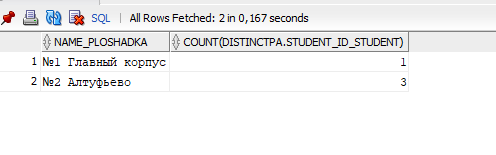 SQL | All Rows Fetched: 2 in 0,167 seconds
NAME_PLOSHADKA COUNT(DISTINCTPA.STUDENT_ID_STUDENT)
1 №1 Главный корпус 1
2 №2 Алтуфьево 3